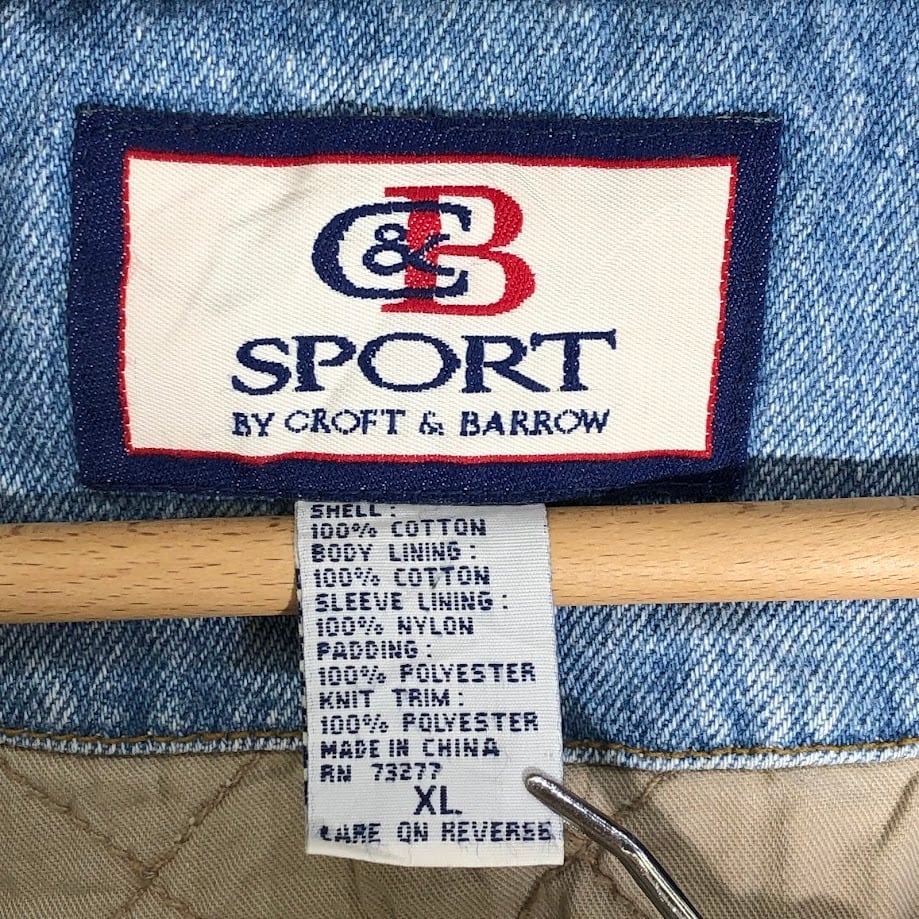 C&B
SPORT
BY CROFT & BARROW
SHELL:
100% COTTON
BODY LINING:
100% COTTON
SLEEVE LINING:
100% NYLON
PADDING:
100% POLYESTER
KNIT TRIM:
100% POLYESTER
MADE IN CHINA
RN 73277
XL
CARE ON REVERSE